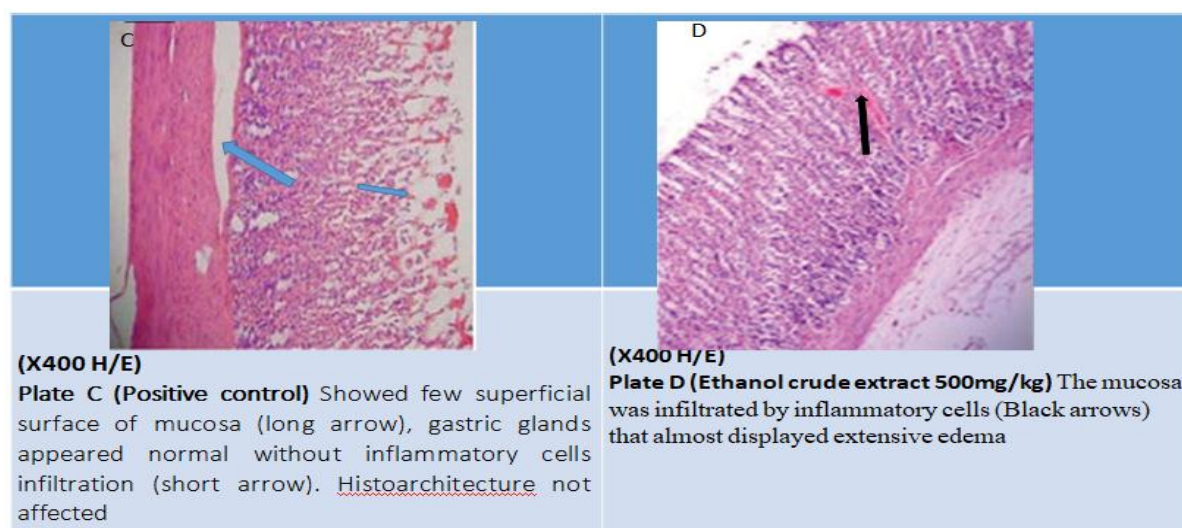 C
D
(X400 H/E)
Plate C (Positive control) Showed few superficial
surface of mucosa (long arrow), gastric glands
appeared normal without inflammatory cells
infiltration (short arrow). Histoarchitecture not
affected
(X400 H/E)
Plate D (Ethanol crude extract 500mg/kg) The mucosa
was infiltrated by inflammatory cells (Black arrows)
that almost displayed extensive edema